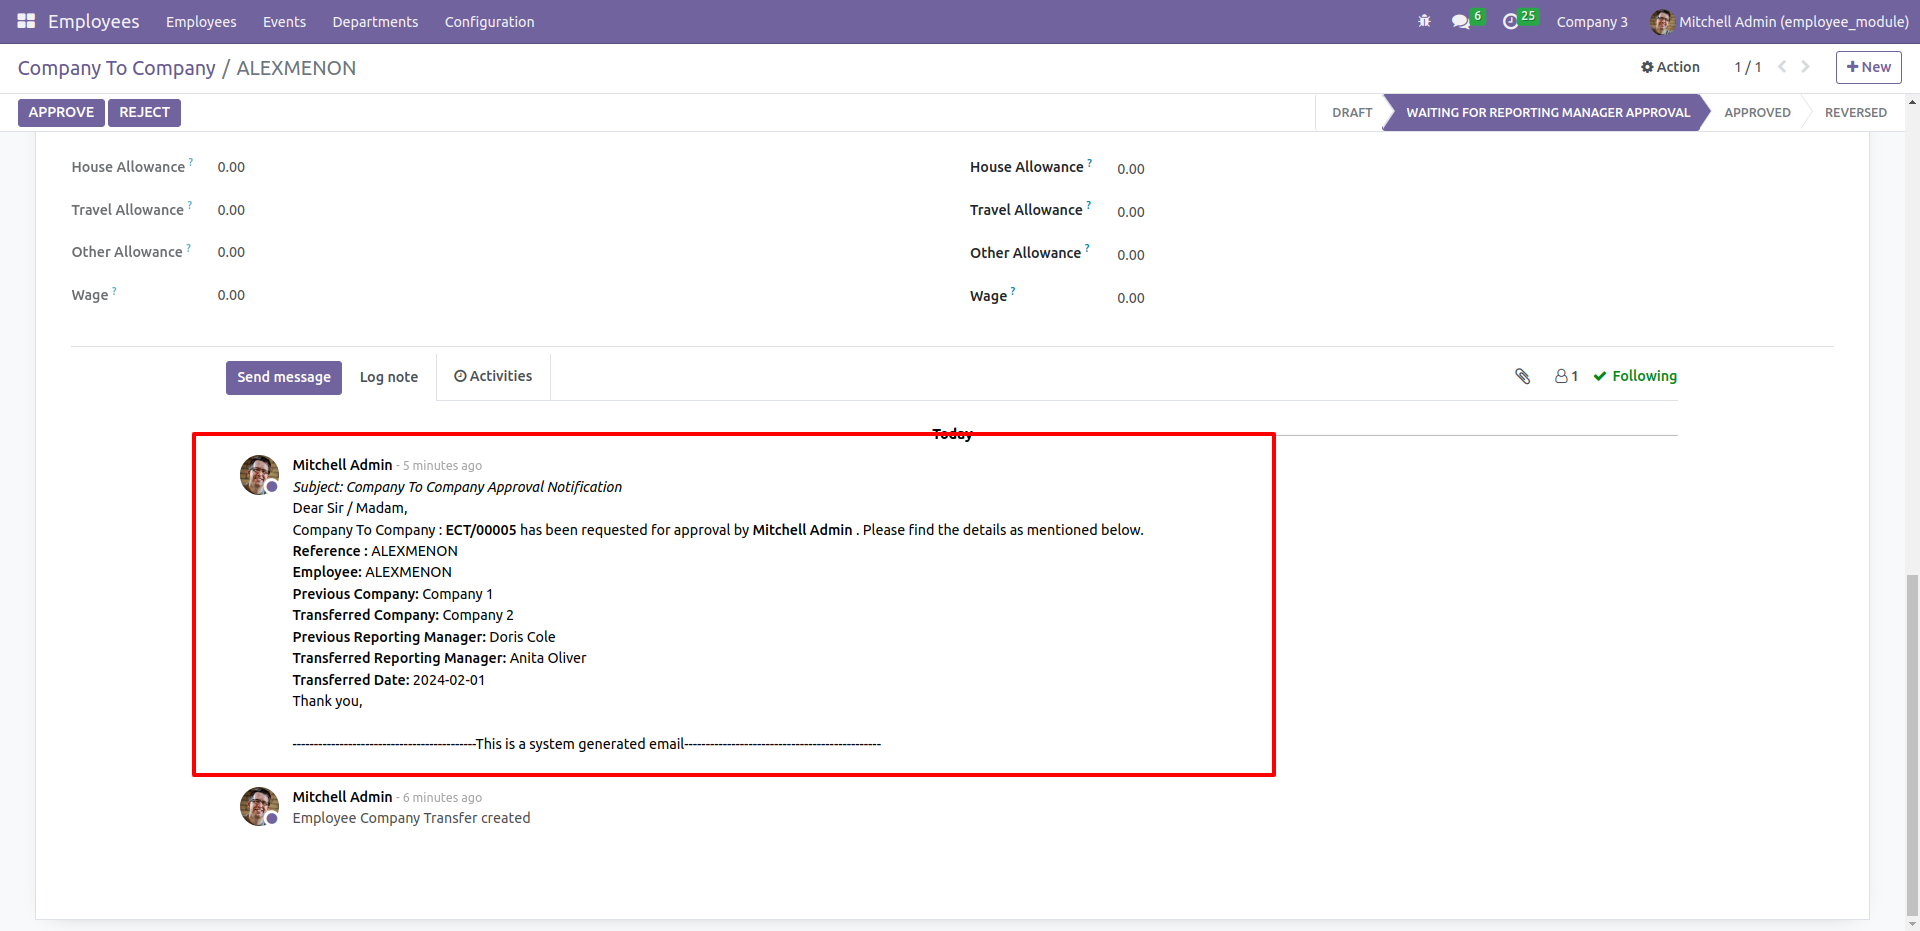 Employees Employees Events Departments Configuration 6 25 Company 3 Mitchell Admin (employee_module)
Company To Company / ALEXMENON Action 1 / 1 New
APPROVE REJECT DRAFT WAITING FOR REPORTING MANAGER APPROVAL APPROVED REVERSED
House Allowance ? 0.00 House Allowance ? 0.00
Travel Allowance ? 0.00 Travel Allowance ? 0.00
Other Allowance ? 0.00 Other Allowance ? 0.00
Wage ? 0.00 Wage ? 0.00
Send message Log note Activities 1 Following
Today
Mitchell Admin - 5 minutes ago
Subject: Company To Company Approval Notification
Dear Sir / Madam,
Company To Company : ECT/00005 has been requested for approval by Mitchell Admin . Please find the details as mentioned below.
Reference : ALEXMENON
Employee: ALEXMENON
Previous Company: Company 1
Transferred Company: Company 2
Previous Reporting Manager: Doris Cole
Transferred Reporting Manager: Anita Oliver
Transferred Date: 2024-02-01
Thank you,
-------------------------------------------This is a system generated email----------------------------------------------
Mitchell Admin - 6 minutes ago
Employee Company Transfer created